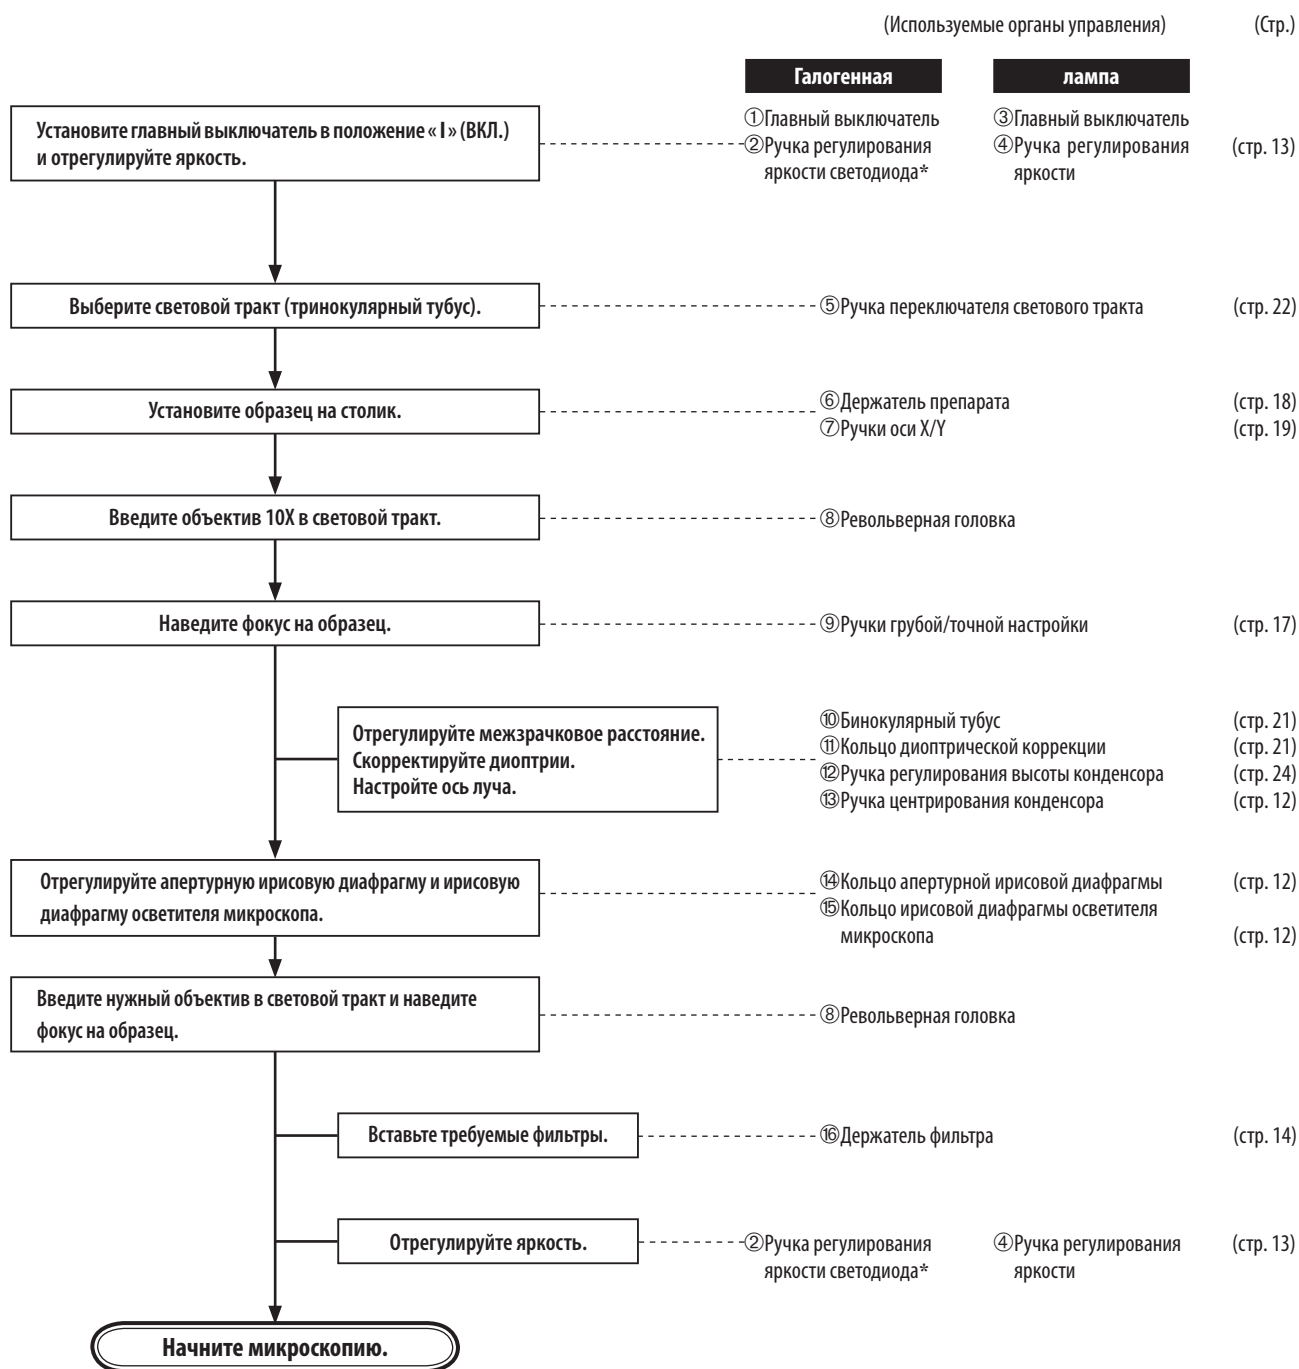 (Используемые органы управления) (Стр.)
Галогенная лампа
Установите главный выключатель в положение « I » (ВКЛ.)
и отрегулируйте яркость.
①Главный выключатель
②Ручка регулирования
яркости светодиода*
③Главный выключатель
④Ручка регулирования
яркости
(стр. 13)
Выберите световой тракт (тринокулярный тубус).
⑤Ручка переключателя светового тракта (стр. 22)
Установите образец на столик.
⑥Держатель препарата (стр. 18)
⑦Ручки оси X/Y (стр. 19)
Введите объектив 10X в световой тракт.
⑧Револьверная головка
Наведите фокус на образец.
⑨Ручки грубой/точной настройки (стр. 17)
Отрегулируйте межзрачковое расстояние.
Скорректируйте диоптрии.
Настройте ось луча.
⑩Бинокулярный тубус (стр. 21)
⑪Кольцо диоптрической коррекции (стр. 21)
⑫Ручка регулирования высоты конденсора (стр. 24)
⑬Ручка центрирования конденсора (стр. 12)
Отрегулируйте апертурную ирисовую диафрагму и ирисовую
диафрагму осветителя микроскопа.
⑭Кольцо апертурной ирисовой диафрагмы (стр. 12)
⑮Кольцо ирисовой диафрагмы осветителя
микроскопа (стр. 12)
Введите нужный объектив в световой тракт и наведите
фокус на образец.
⑧Револьверная головка
Вставьте требуемые фильтры.
⑯Держатель фильтра (стр. 14)
Отрегулируйте яркость.
②Ручка регулирования
яркости светодиода*
④Ручка регулирования
яркости
(стр. 13)
Начните микроскопию.